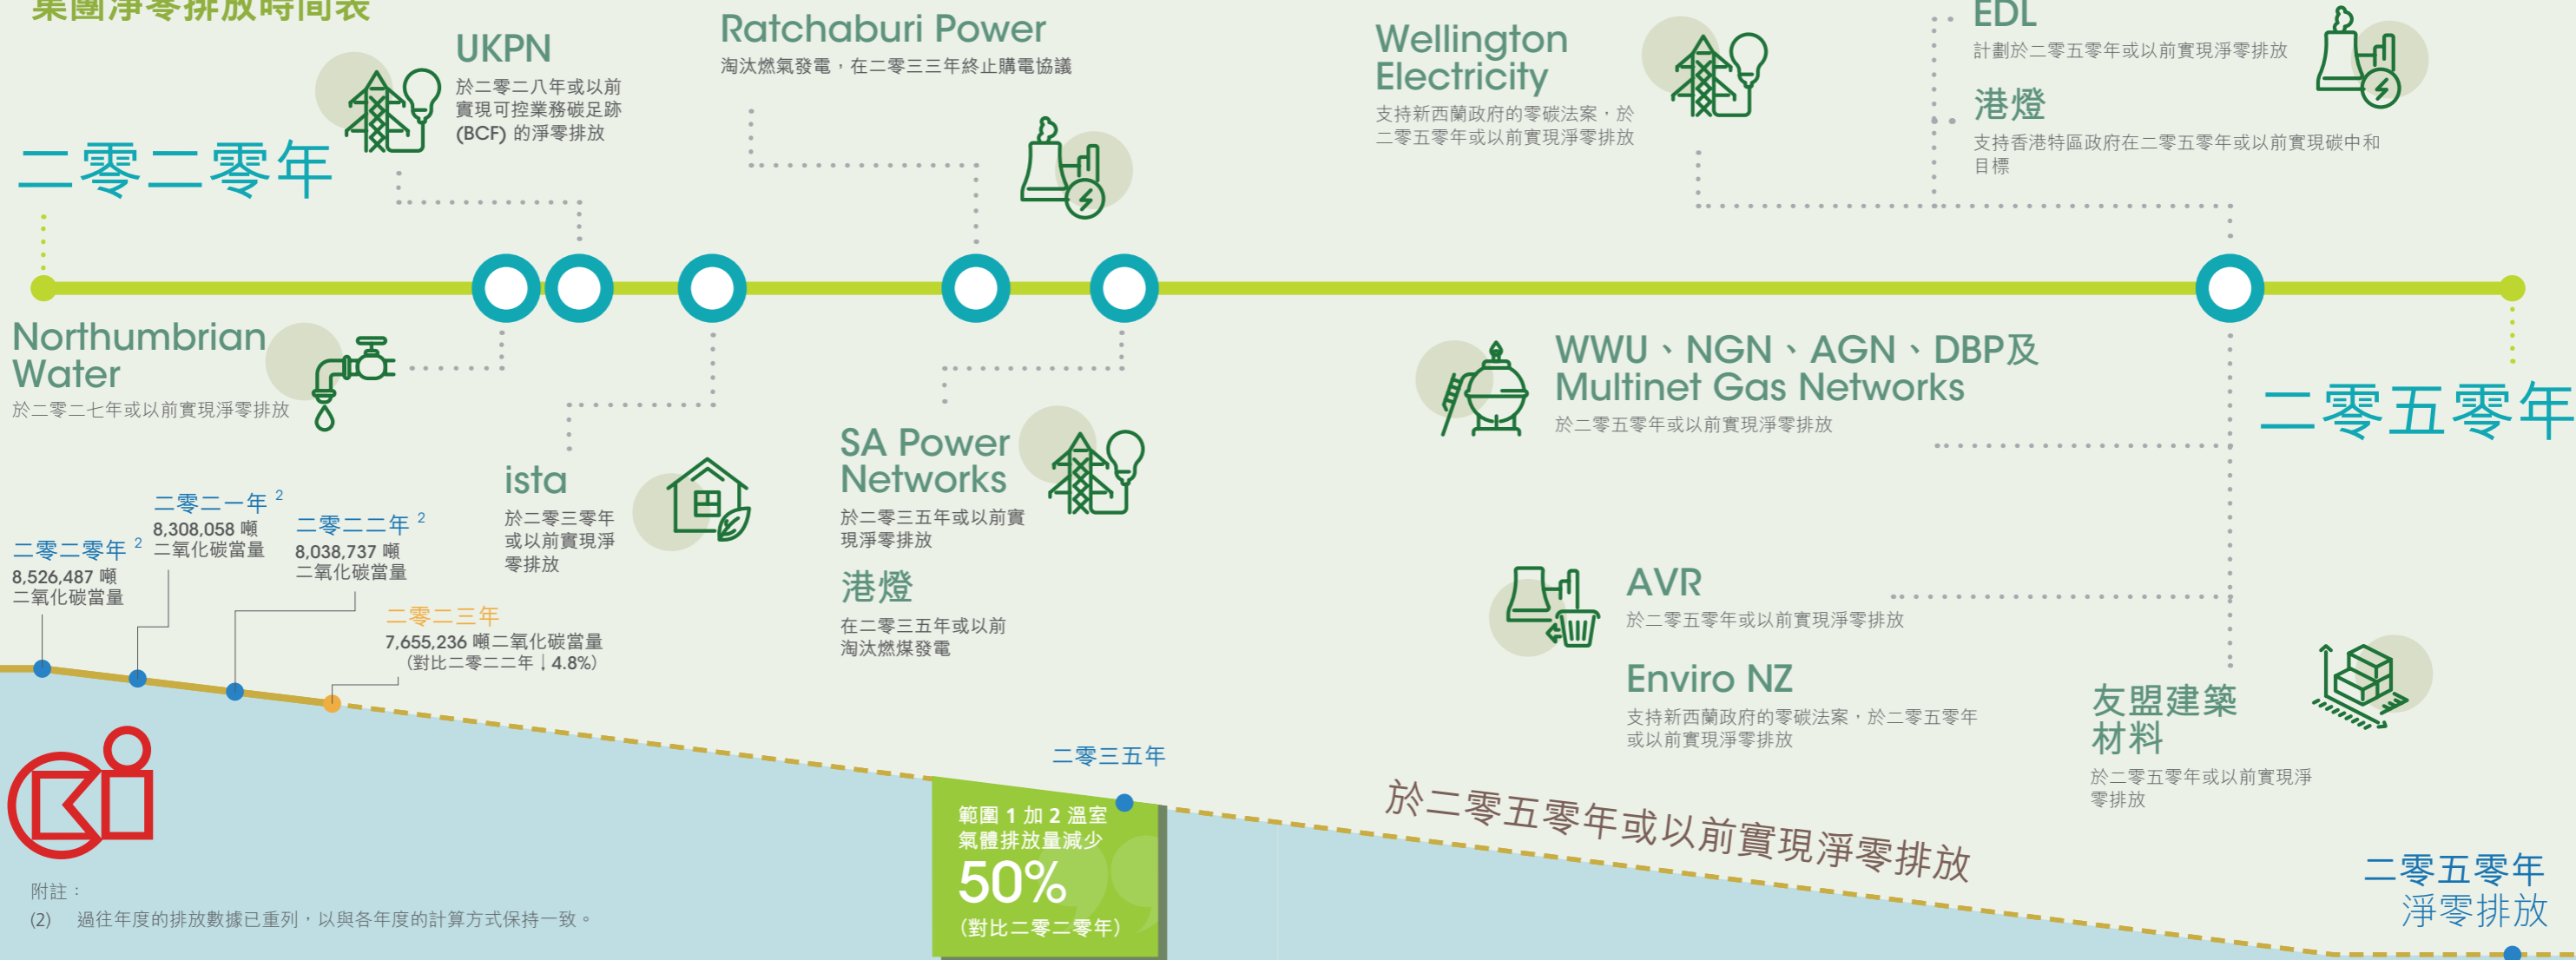 集團淨零排放時間表
UKPN
於二零二八年或以前
實現可控業務碳足跡
(BCF) 的淨零排放
Ratchaburi Power
淘汰燃氣發電，在二零三三年終止購電協議
Wellington
Electricity
支持新西蘭政府的零碳法案，於
二零五零年或以前實現淨零排放
EDL
計劃於二零五零年或以前實現淨零排放
港燈
支持香港特區政府在二零五零年或以前實現碳中和
目標
二零二零年
Northumbrian
Water
於二零二七年或以前實現淨零排放
ista
於二零三零年
或以前實現淨
零排放
SA Power
Networks
於二零三五年或以前實
現淨零排放
港燈
在二零三五年或以前
淘汰燃煤發電
WWU、NGN、AGN、DBP及
Multinet Gas Networks
於二零五零年或以前實現淨零排放
二零五零年
AVR
於二零五零年或以前實現淨零排放
Enviro NZ
支持新西蘭政府的零碳法案，於二零五零年
或以前實現淨零排放
友盟建築
材料
於二零五零年或以前實現淨
零排放
二零二零年 2
8,526,487 噸
二氧化碳當量
二零二一年 2
8,308,058 噸
二氧化碳當量
二零二二年 2
8,038,737 噸
二氧化碳當量
二零二三年
7,655,236 噸二氧化碳當量
（對比二零二二年↓4.8%）
二零三五年
範圍 1 加 2 溫室
氣體排放量減少
50%
（對比二零二零年）
於二零五零年或以前實現淨零排放
二零五零年
淨零排放
附註：
(2) 過往年度的排放數據已重列，以與各年度的計算方式保持一致。